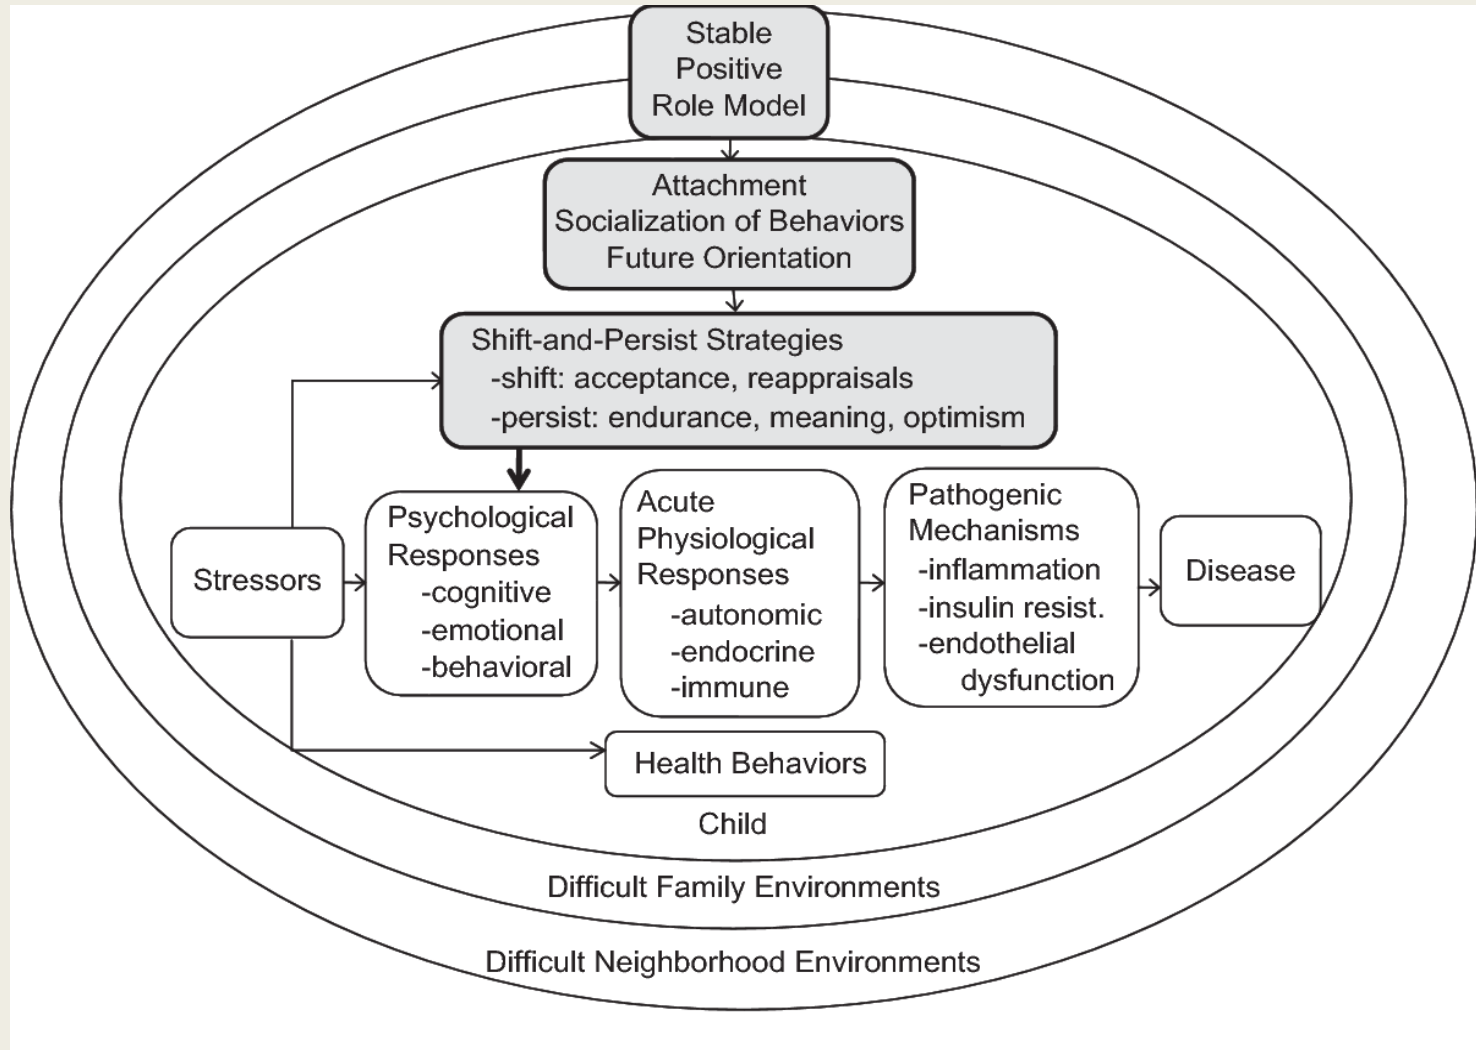 Stable
Positive
Role Model
Attachment
Socialization of Behaviors
Future Orientation
Shift-and-Persist Strategies
-shift: acceptance, reappraisals
-persist: endurance, meaning, optimism
Stressors
Psychological
Responses
-cognitive
-emotional
-behavioral
Acute
Physiological
Responses
-autonomic
-endocrine
-immune
Pathogenic
Mechanisms
-inflammation
-insulin resist.
-endothelial
dysfunction
Disease
Health Behaviors
Child
Difficult Family Environments
Difficult Neighborhood Environments